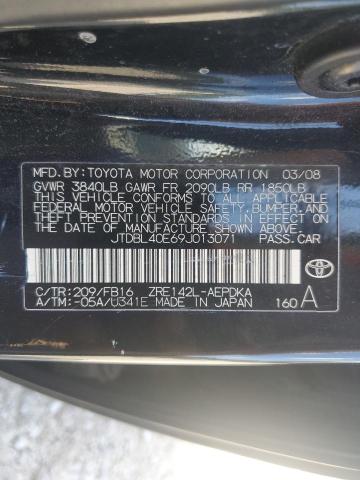 MFD.BY:TOYOTA MOTOR CORPORATION 03/08
GVWR 3840LB GAWR FR 2090LB RR 1850LB
THIS VEHICLE CONFORMS TO ALL APPLICABLE
FEDERAL MOTOR VEHICLE SAFETY,BUMPER,AND
THEFT PREVENTION STANDARDS IN EFFECT ON
THE DATE OF MANUFACTURE SHOWN ABOVE.
JTDBL40E69J013071 PASS.CAR
C/TR:209/FB16 ZRE142L-AEPDKA
A/TM:-05A/U341E MADE IN JAPAN 160 A
TOYOTA